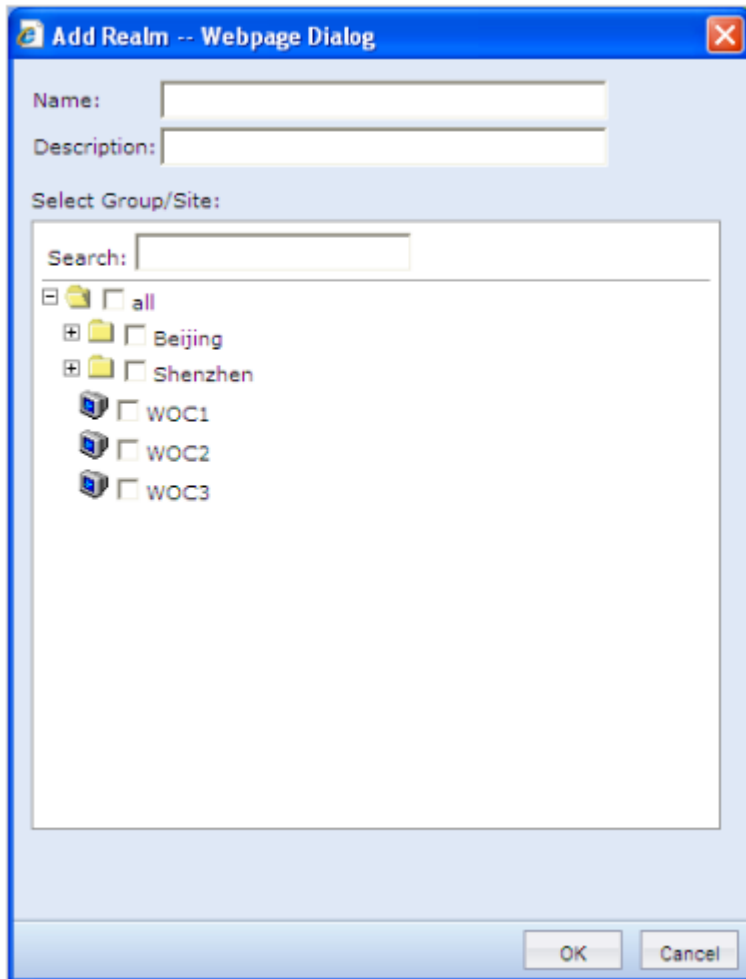 Add Realm -- Webpage Dialog
Name:
Description:
Select Group/Site:
Search:
all
Beijing
Shenzhen
WOC1
WOC2
WOC3
OK Cancel